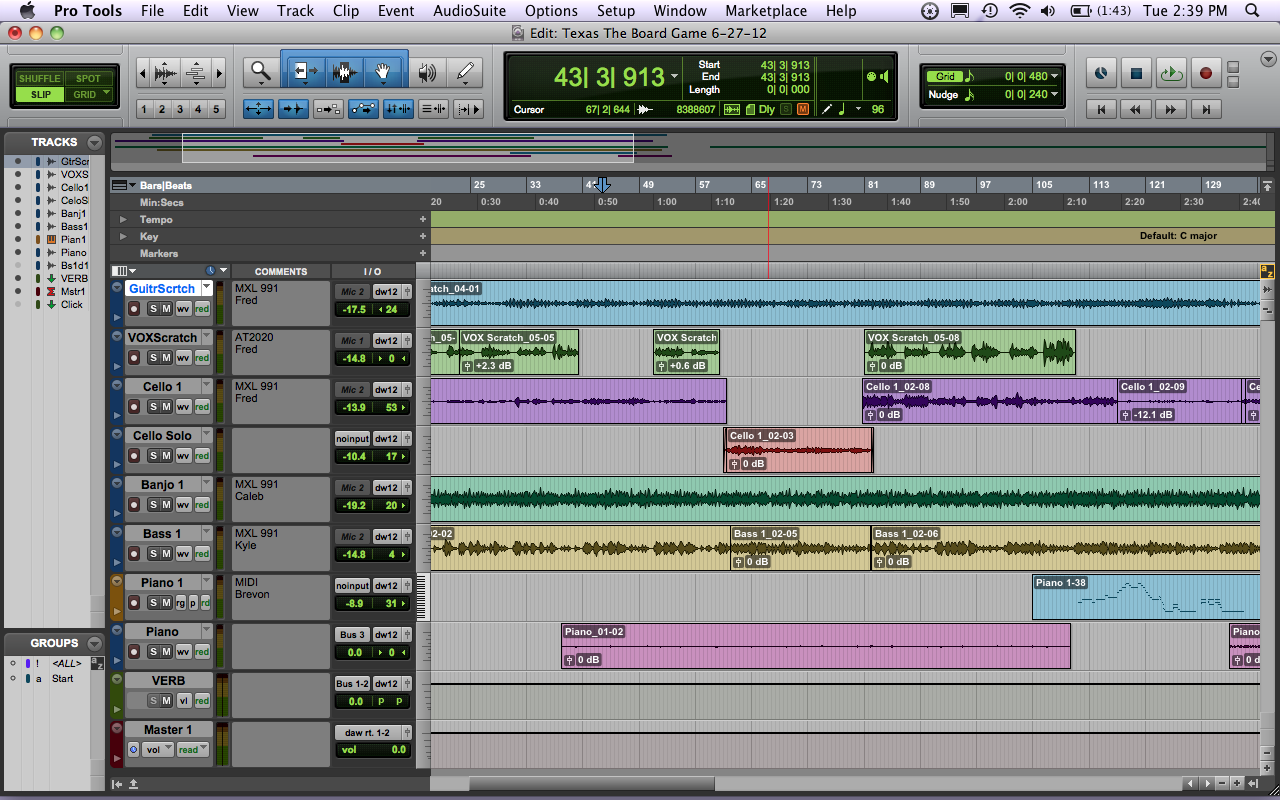 Pro Tools File Edit View Track Clip Event AudioSuite Options Setup Window Marketplace Help (1:43) Tue 2:39 PM
Edit: Texas The Board Game 6-27-12
SHUFFLE SPOT
SLIP GRID
1 2 3 4 5
43| 3| 913
Start 43| 3| 913
End 43| 3| 913
Length 0| 0| 000
Cursor 67| 2| 644 8388607 Dly S M 96
Grid 0| 0| 480
Nudge 0| 0| 240
TRACKS
GtrScr
VOXS
Cello1
CeloS
Banj1
Bass1
Pian1
Piano
Bs1d1
VERB
Mstr1
Click
GROUPS
! <ALL>
a Start
a z
Bars|Beats 25 33 41 49 57 65 73 81 89 97 105 113 121 129
Min:Secs 20 0:30 0:40 0:50 1:00 1:10 1:20 1:30 1:40 1:50 2:00 2:10 2:20 2:30 2:40
Tempo
Key Default: C major
Markers
COMMENTS I / O
a z
GuitrScrtch MXL 991 Mic 2 dw12 atch_04-01
S M wv red Fred -17.5 24
VOXScratch AT2020 Mic 1 dw12 h_05- VOX Scratch_05-05 VOX Scratch VOX Scratch_05-08
S M wv red Fred -14.8 0 +2.3 dB +0.6 dB 0 dB
Cello 1 MXL 991 Mic 2 dw12 Cello 1_02-08 Cello 1_02-09 Ce
S M wv red Fred -13.9 53 0 dB -12.1 dB
Cello Solo noinput dw12 Cello 1_02-03
S M wv red -10.4 17 0 dB
Banjo 1 MXL 991 Mic 2 dw12
S M wv red Caleb -19.2 20
Bass 1 MXL 991 Mic 2 dw12 02-02 Bass 1_02-05 Bass 1_02-06
S M wv red Kyle -14.8 4 0 dB 0 dB
Piano 1 MIDI noinput dw12 Piano 1-38
S M rg p rd Brevon -8.9 31
Piano Bus 3 dw12 Piano_01-02 Piano
S M wv red 0.0 0 0 dB 0 d
VERB Bus 1-2 dw12
S M vl red 0.0 P P
Master 1 daw rt. 1-2
vol read vol 0.0